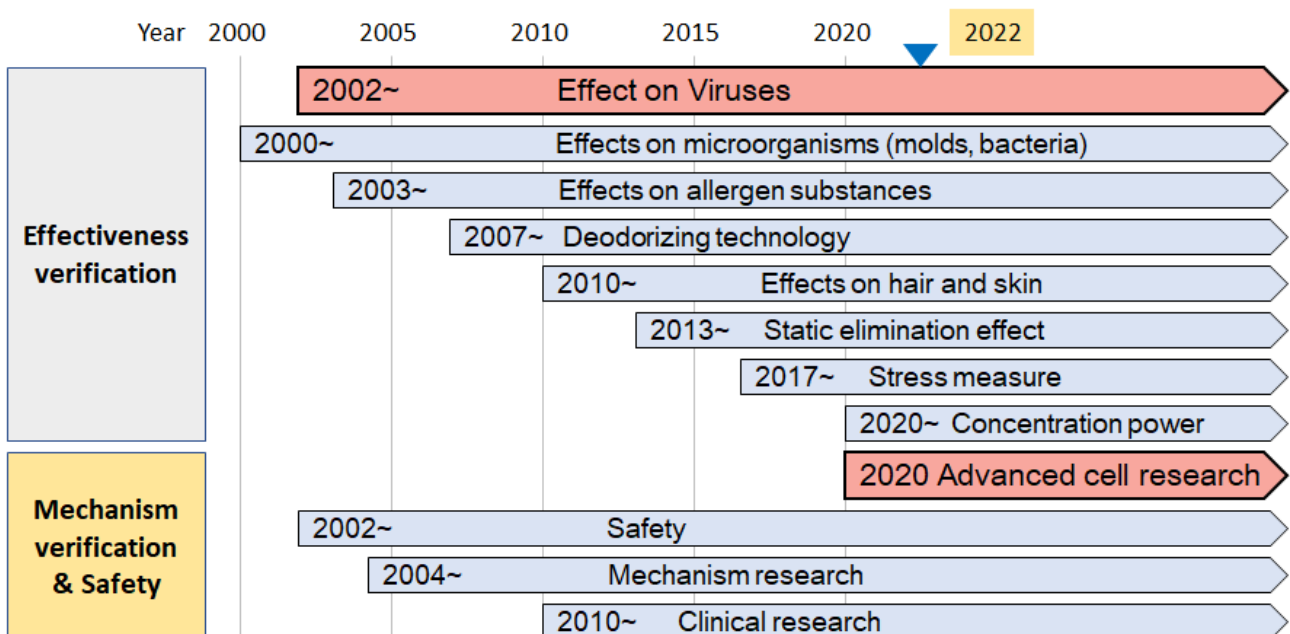 Year 2000 2005 2010 2015 2020 2022
2002~ Effect on Viruses
2000~ Effects on microorganisms (molds, bacteria)
2003~ Effects on allergen substances
Effectiveness
verification
2007~ Deodorizing technology
2010~ Effects on hair and skin
2013~ Static elimination effect
2017~ Stress measure
2020~ Concentration power
2020 Advanced cell research
Mechanism
verification
& Safety
2002~ Safety
2004~ Mechanism research
2010~ Clinical research